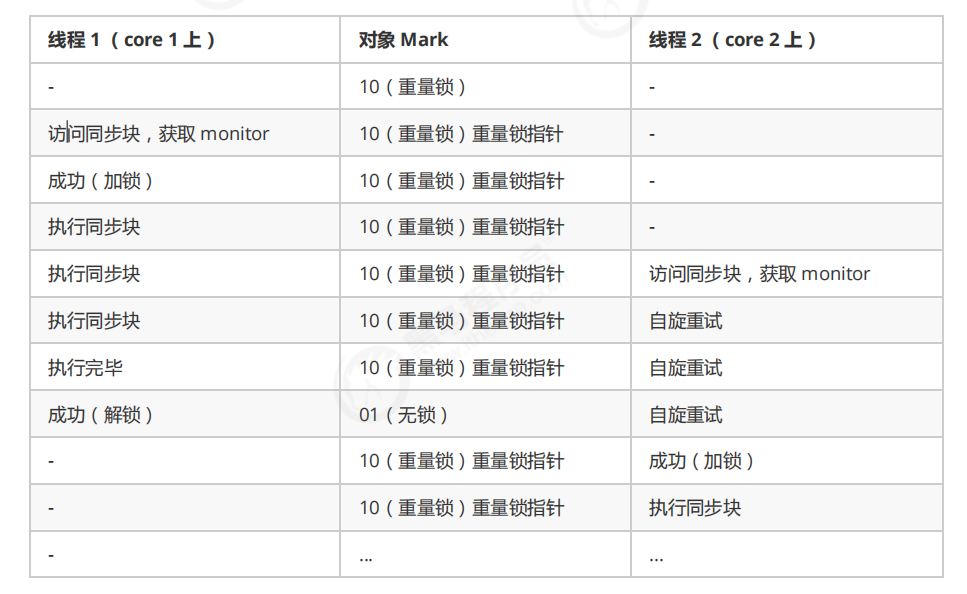 线程 1 （ core 1 上 ） 对象 Mark 线程 2 （ core 2 上 ）
- 10（重量锁） -
访问同步块，获取 monitor 10（重量锁）重量锁指针 -
成功（加锁） 10（重量锁）重量锁指针 -
执行同步块 10（重量锁）重量锁指针 -
执行同步块 10（重量锁）重量锁指针 访问同步块，获取 monitor
执行同步块 10（重量锁）重量锁指针 自旋重试
执行完毕 10（重量锁）重量锁指针 自旋重试
成功（解锁） 01（无锁） 自旋重试
- 10（重量锁）重量锁指针 成功（加锁）
- 10（重量锁）重量锁指针 执行同步块
- ... ...